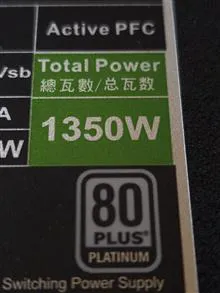 Active PFC
Vsb
Total Power
總瓦數/总瓦数
A
1350W
W
80
PLUS®
PLATINUM
Switching Power Supply